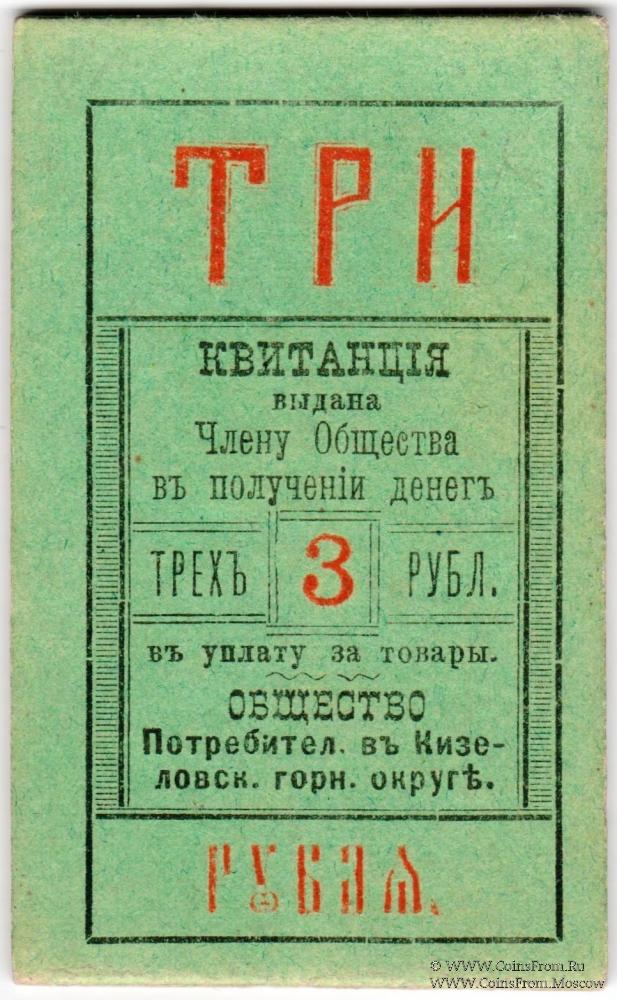 ТРИ
КВИТАНЦІЯ
выдана
Члену Общества
въ полученіи денегъ
ТРЕХЪ 3 РУБЛ.
въ уплату за товары.
ОБЩЕСТВО
Потребител. въ Кизе-
ловск. горн. округѣ.
РУБЛЯ.
© WWW.CoinsFrom.Ru
WWW.CoinsFrom.Moscow